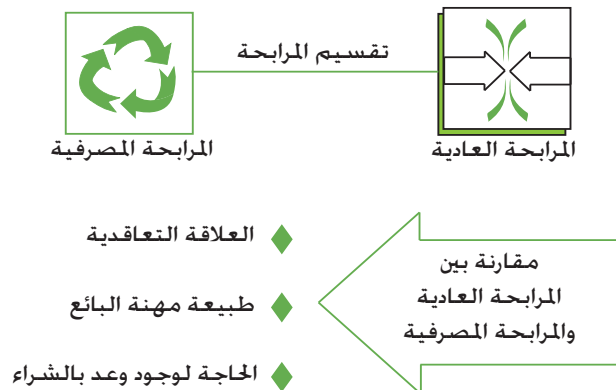 تقسيم المرابحة
المرابحة العادية
المرابحة المصرفية
مقارنة بين
المرابحة العادية
والمرابحة المصرفية
العلاقة التعاقدية
طبيعة مهنة البائع
الحاجة لوجود وعد بالشراء